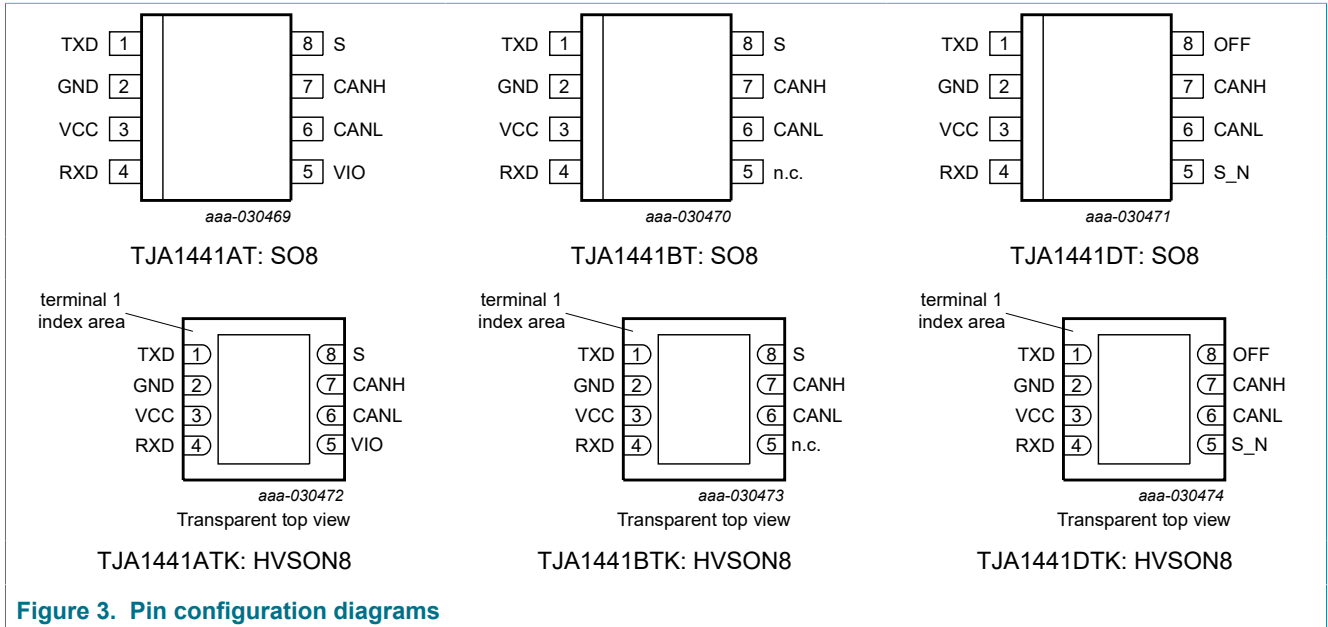 TXD 1 8 S
GND 2 7 CANH
VCC 3 6 CANL
RXD 4 5 VIO
aaa-030469
TJA1441AT: SO8
TXD 1 8 S
GND 2 7 CANH
VCC 3 6 CANL
RXD 4 5 n.c.
aaa-030470
TJA1441BT: SO8
TXD 1 8 OFF
GND 2 7 CANH
VCC 3 6 CANL
RXD 4 5 S_N
aaa-030471
TJA1441DT: SO8
terminal 1
index area
TXD 1 8 S
GND 2 7 CANH
VCC 3 6 CANL
RXD 4 5 VIO
aaa-030472
Transparent top view
TJA1441ATK: HVSON8
terminal 1
index area
TXD 1 8 S
GND 2 7 CANH
VCC 3 6 CANL
RXD 4 5 n.c.
aaa-030473
Transparent top view
TJA1441BTK: HVSON8
terminal 1
index area
TXD 1 8 OFF
GND 2 7 CANH
VCC 3 6 CANL
RXD 4 5 S_N
aaa-030474
Transparent top view
TJA1441DTK: HVSON8
Figure 3. Pin configuration diagrams